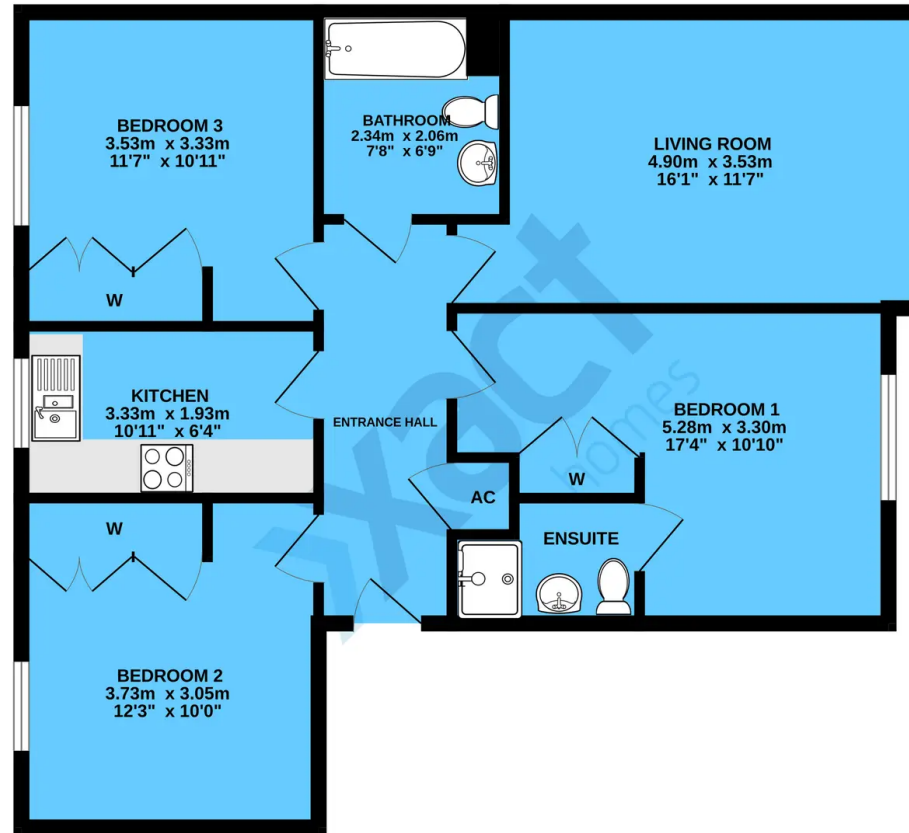 BEDROOM 3
3.53m x 3.33m
11'7" x 10'11"
W
BATHROOM
2.34m x 2.06m
7'8" x 6'9"
LIVING ROOM
4.90m x 3.53m
16'1" x 11'7"
KITCHEN
3.33m x 1.93m
10'11" x 6'4"
ENTRANCE HALL
BEDROOM 1
5.28m x 3.30m
17'4" x 10'10"
W
AC
ENSUITE
W
BEDROOM 2
3.73m x 3.05m
12'3" x 10'0"
Xact
homes